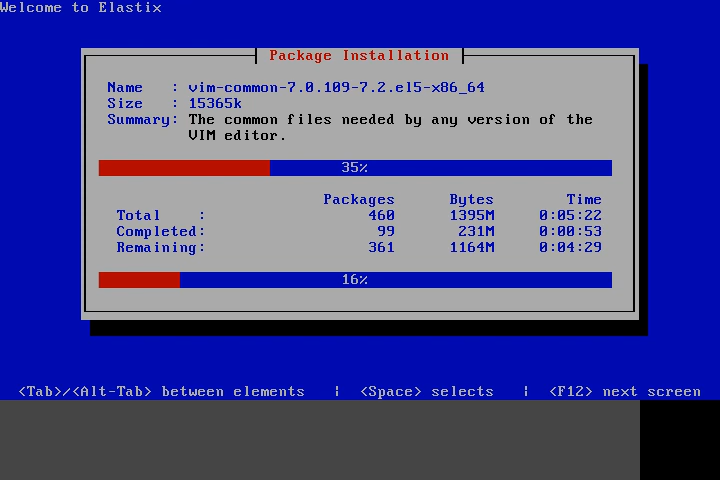 Welcome to Elastix
Package Installation
Name   : vim-common-7.0.109-7.2.el5-x86_64
Size   : 15365k
Summary: The common files needed by any version of the
VIM editor.
35%
Packages Bytes Time
Total    : 460 1395M 0:05:22
Completed: 99 231M 0:00:53
Remaining: 361 1164M 0:04:29
16%
<Tab>/<Alt-Tab> between elements | <Space> selects | <F12> next screen